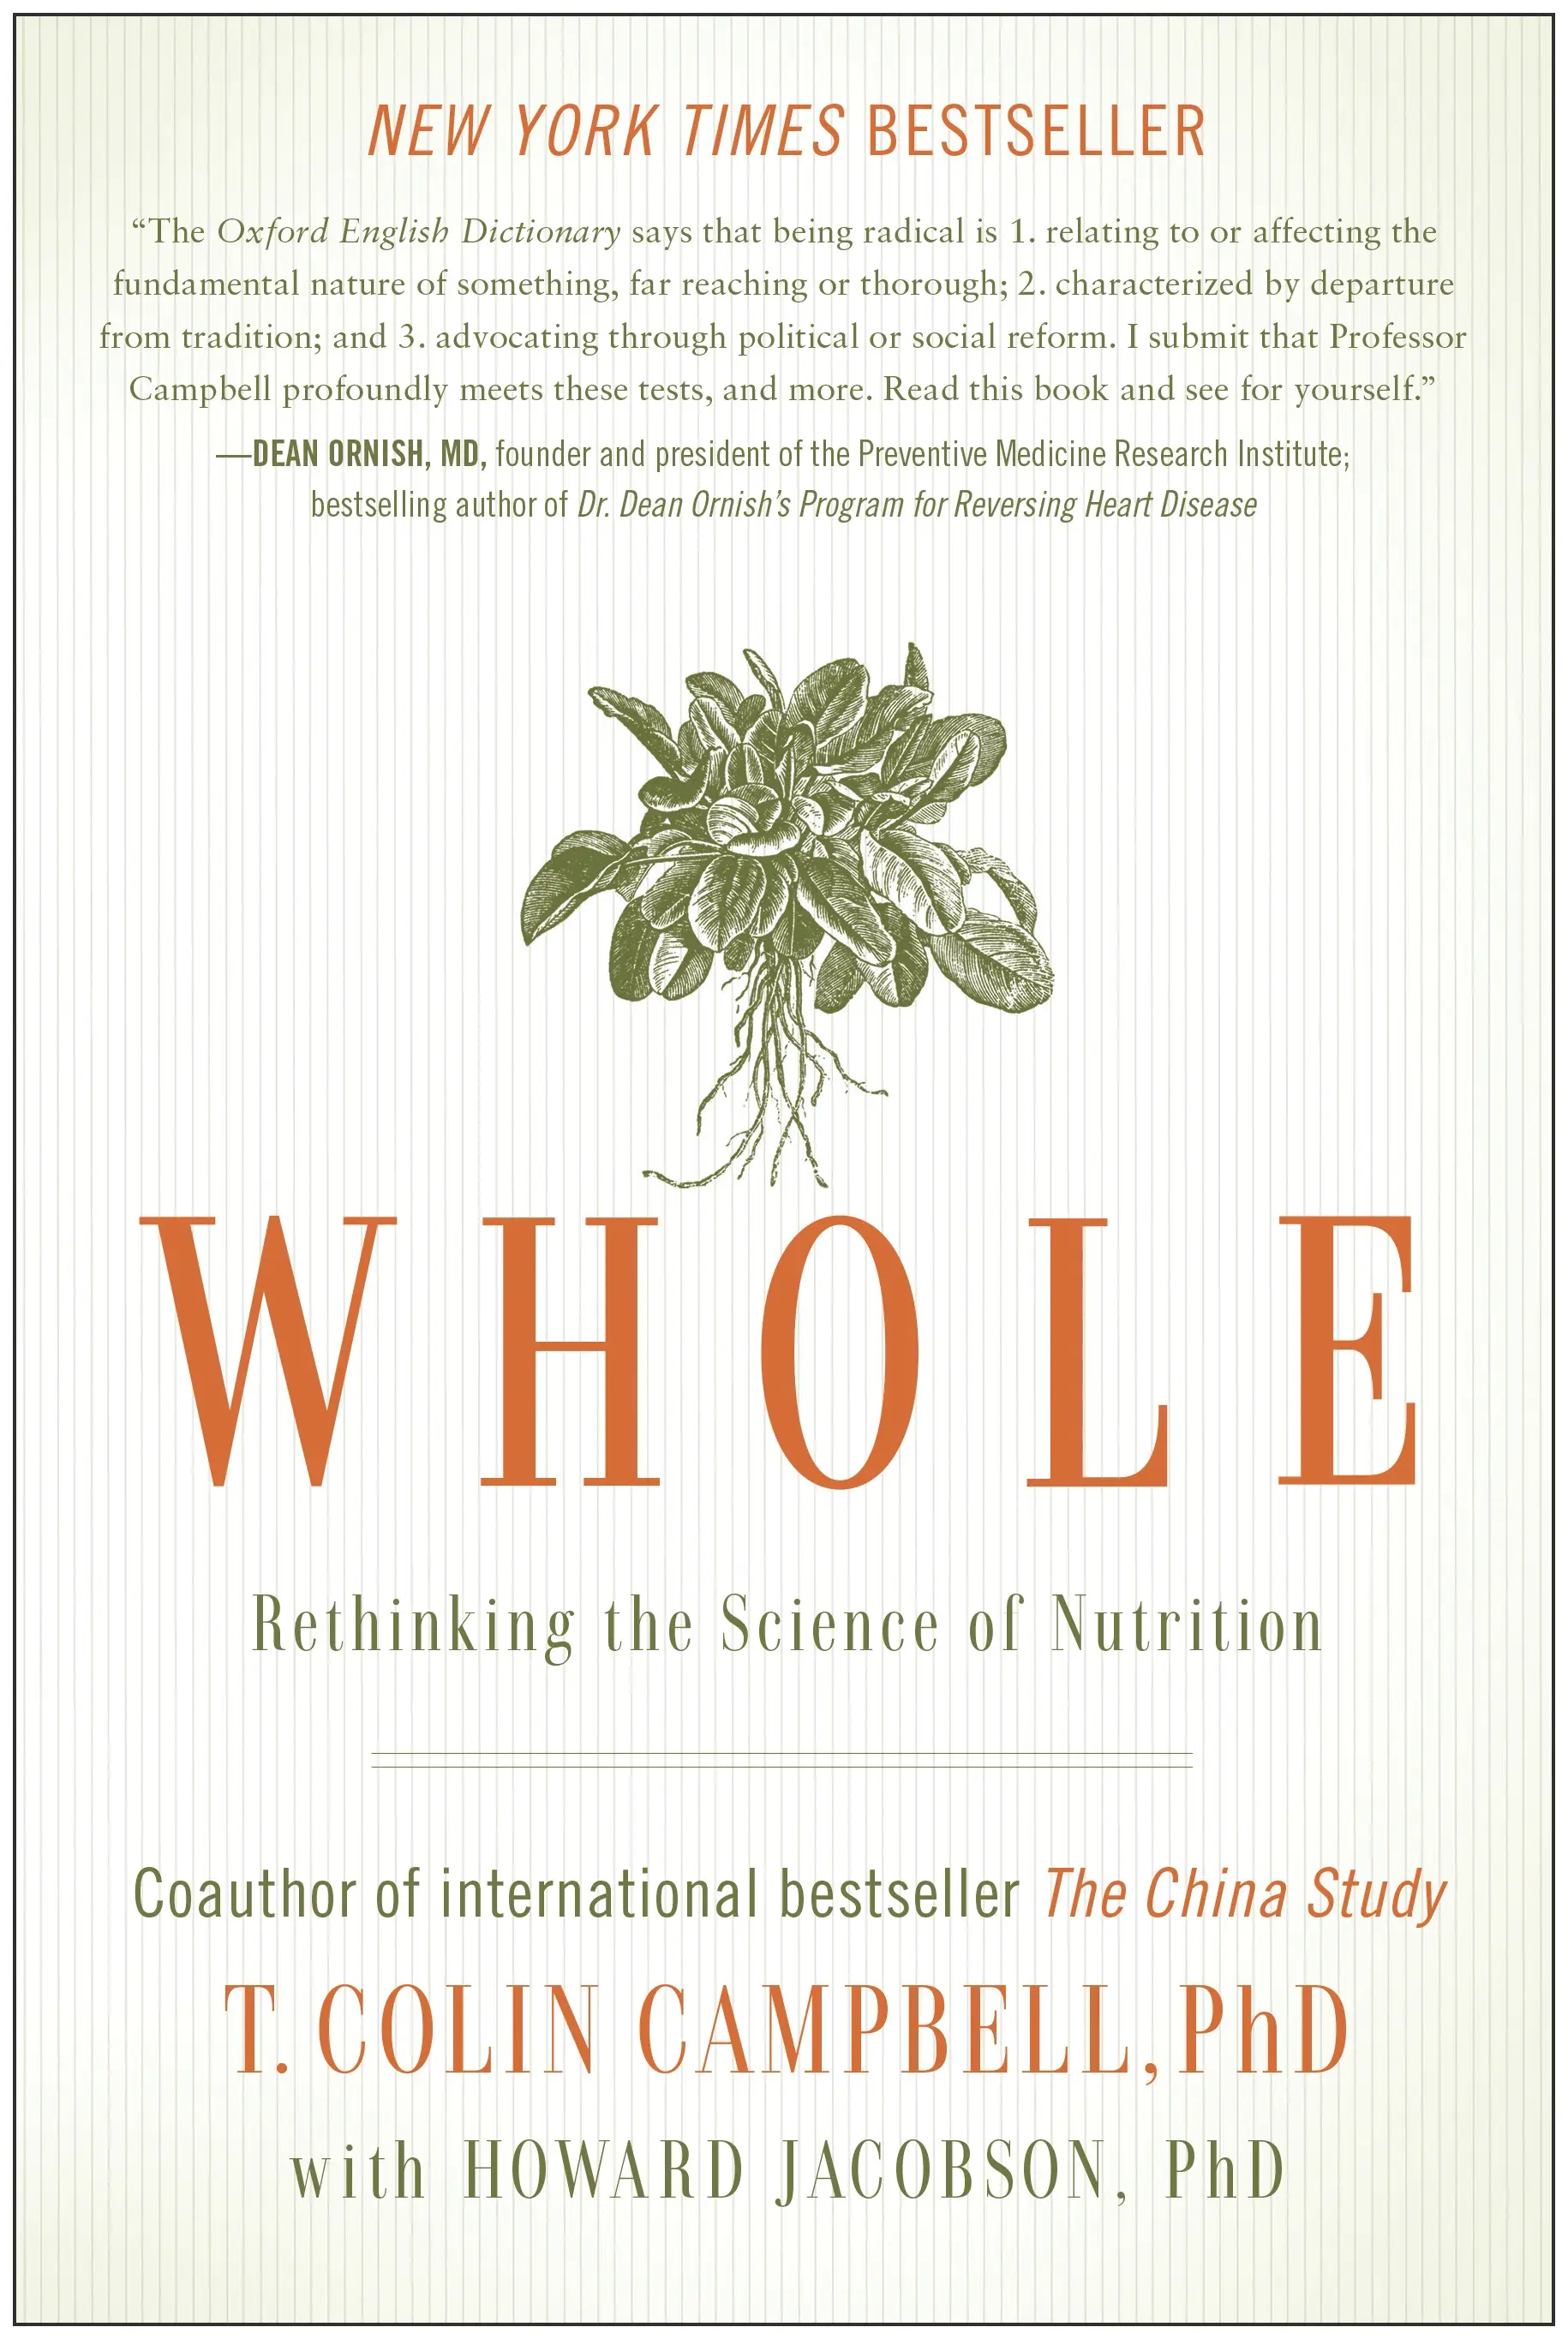 NEW YORK TIMES BESTSELLER
“The Oxford English Dictionary says that being radical is 1. relating to or affecting the
fundamental nature of something, far reaching or thorough; 2. characterized by departure
from tradition; and 3. advocating through political or social reform. I submit that Professor
Campbell profoundly meets these tests, and more. Read this book and see for yourself.”
—DEAN ORNISH, MD, founder and president of the Preventive Medicine Research Institute;
bestselling author of Dr. Dean Ornish’s Program for Reversing Heart Disease
WHOLE
Rethinking the Science of Nutrition
Coauthor of international bestseller The China Study
T. COLIN CAMPBELL, PhD
with HOWARD JACOBSON, PhD